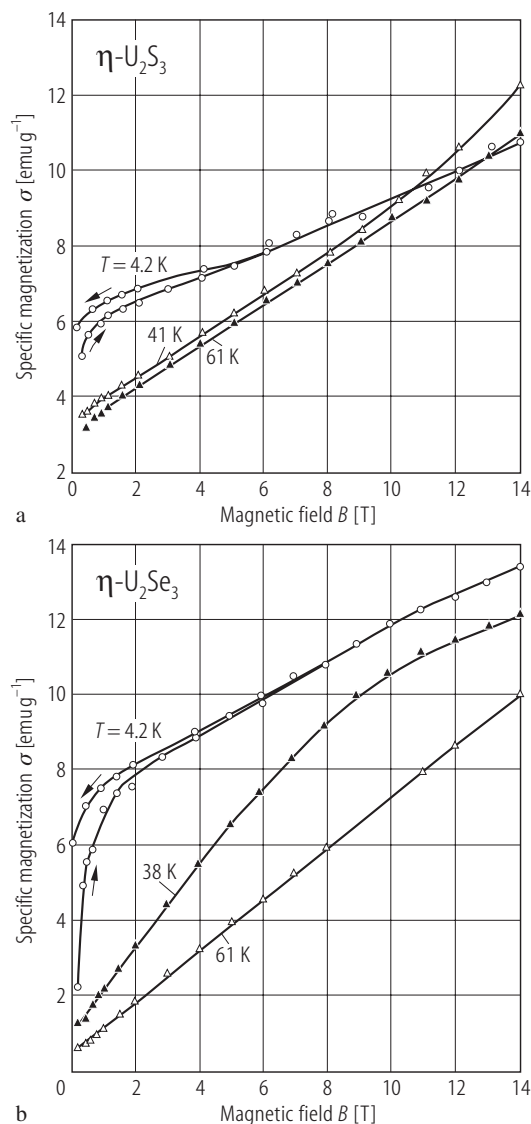 14
η-U₂S₃
12
10
8
6
4
2
Specific magnetization σ [emu g⁻¹]
T = 4.2 K
41 K
61 K
0 2 4 6 8 10 12 14
a
Magnetic field B [T]
14
η-U₂Se₃
12
10
8
6
4
2
0
Specific magnetization σ [emu g⁻¹]
T = 4.2 K
38 K
61 K
0 2 4 6 8 10 12 14
b
Magnetic field B [T]